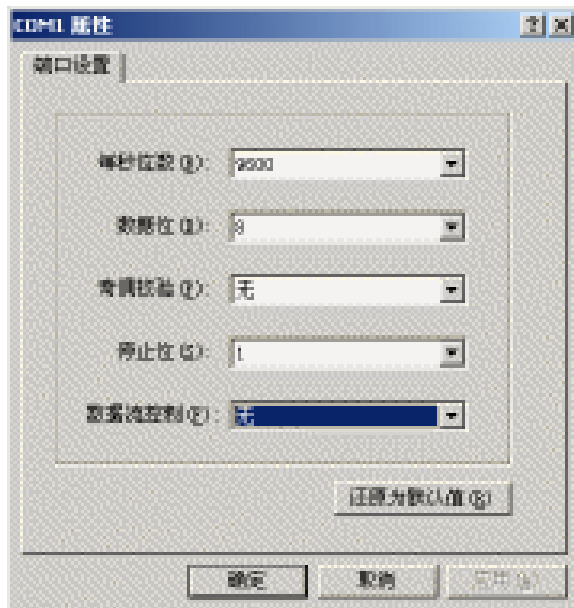 COM1 属性
端口设置
每秒位数(B): 9600
数据位(D): 8
奇偶校验(P): 无
停止位(S): 1
数据流控制(F): 无
还原为默认值(R)
确定 取消 应用(A)